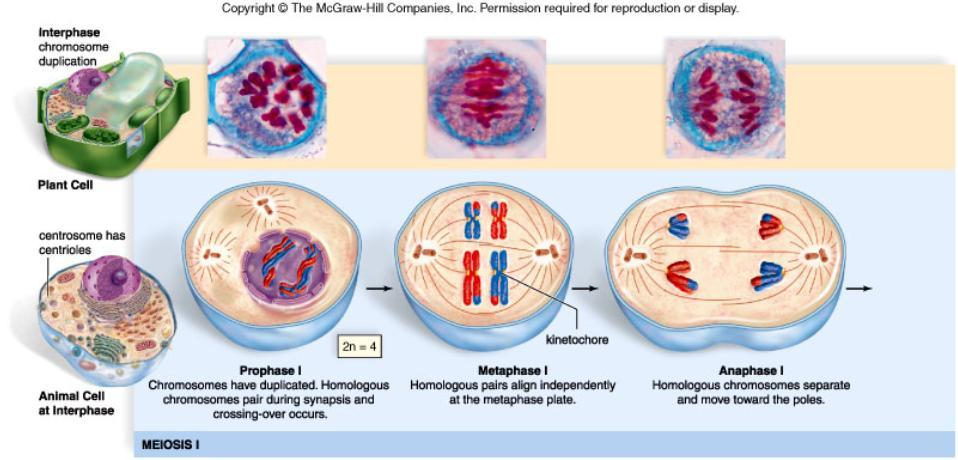 Copyright © The McGraw-Hill Companies, Inc. Permission required for reproduction or display.
Interphase
chromosome
duplication
Plant Cell
centrosome has
centrioles
Animal Cell
at Interphase
2n = 4
kinetochore
Prophase I
Chromosomes have duplicated. Homologous
chromosomes pair during synapsis and
crossing-over occurs.
Metaphase I
Homologous pairs align independently
at the metaphase plate.
Anaphase I
Homologous chromosomes separate
and move toward the poles.
MEIOSIS I